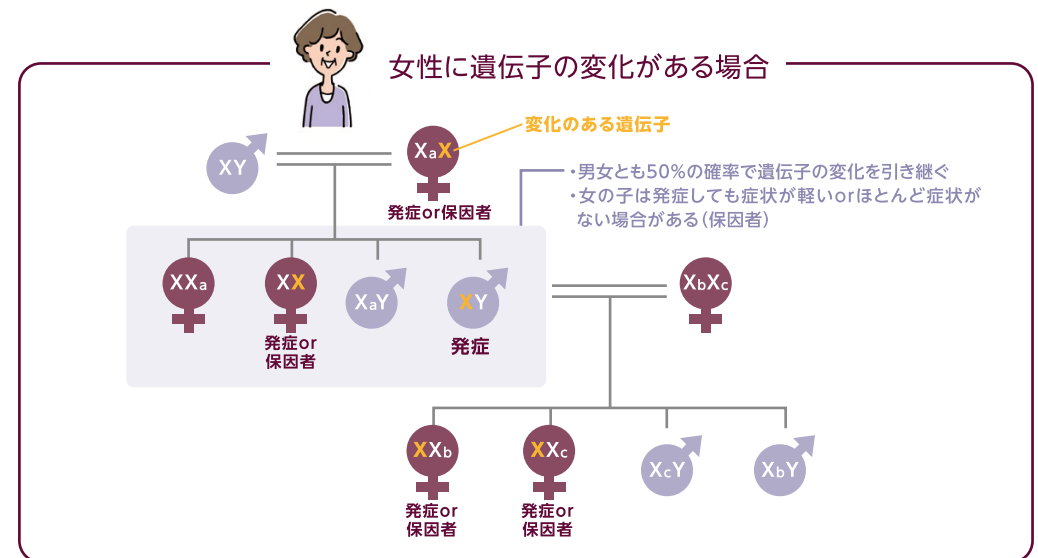 女性に遺伝子の変化がある場合
変化のある遺伝子
XY
XaX
発症or保因者
・男女とも50%の確率で遺伝子の変化を引き継ぐ
・女の子は発症しても症状が軽いorほとんど症状が
ない場合がある(保因者)
XXa
XX
XaY
XY
XbXc
発症or
保因者
発症
XXb
XXc
XcY
XbY
発症or
保因者
発症or
保因者